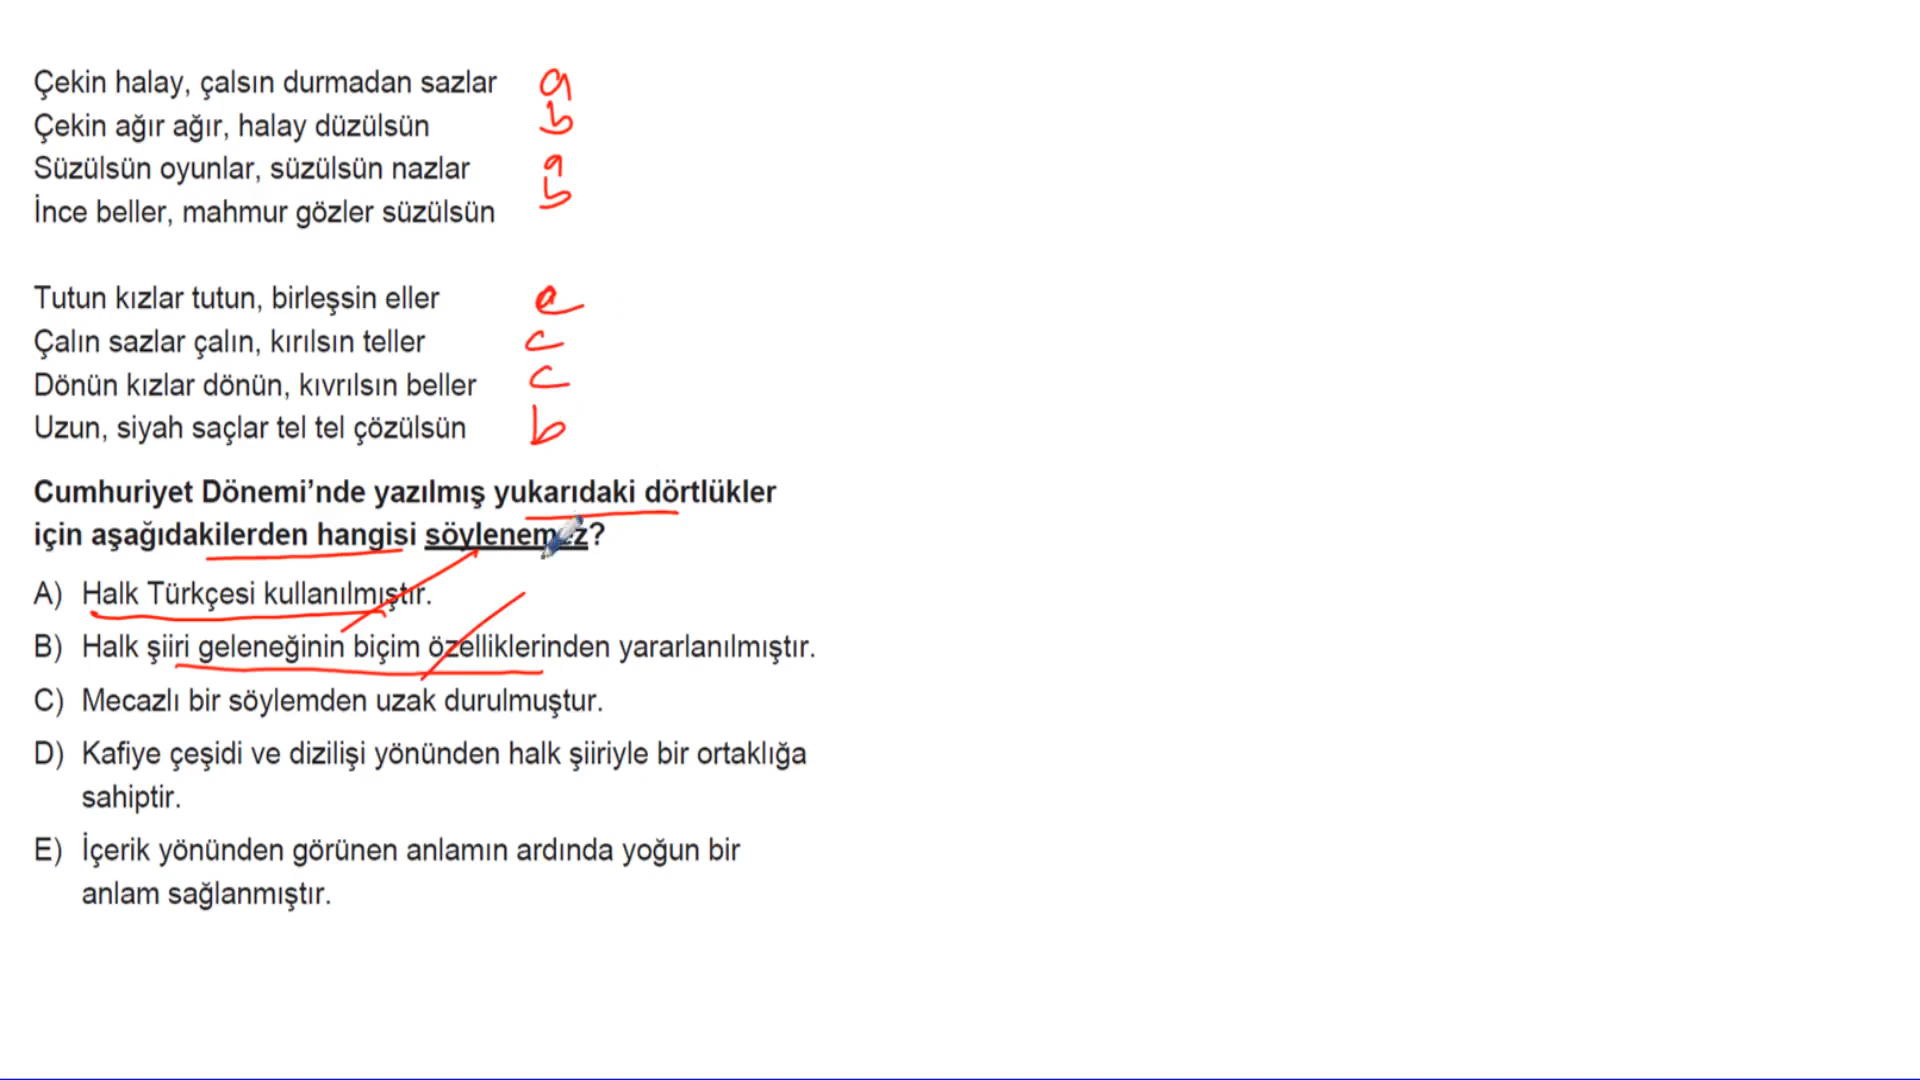 Çekin halay, çalsın durmadan sazlar a
Çekin ağır ağır, halay düzülsün b
Süzülsün oyunlar, süzülsün nazlar a
İnce beller, mahmur gözler süzülsün b
Tutun kızlar tutun, birleşsin eller
Çalın sazlar çalın, kırılsın teller c
Dönün kızlar dönün, kıvrılsın beller c
Uzun, siyah saçlar tel tel çözülsün b
Cumhuriyet Dönemi’nde yazılmış yukarıdaki dörtlükler
için aşağıdakilerden hangisi söylenemez?
A) Halk Türkçesi kullanılmıştır.
B) Halk şiiri geleneğinin biçim özelliklerinden yararlanılmıştır.
C) Mecazlı bir söylemden uzak durulmuştur.
D) Kafiye çeşidi ve dizilişi yönünden halk şiiriyle bir ortaklığa
sahiptir.
E) İçerik yönünden görünen anlamın ardında yoğun bir
anlam sağlanmıştır.